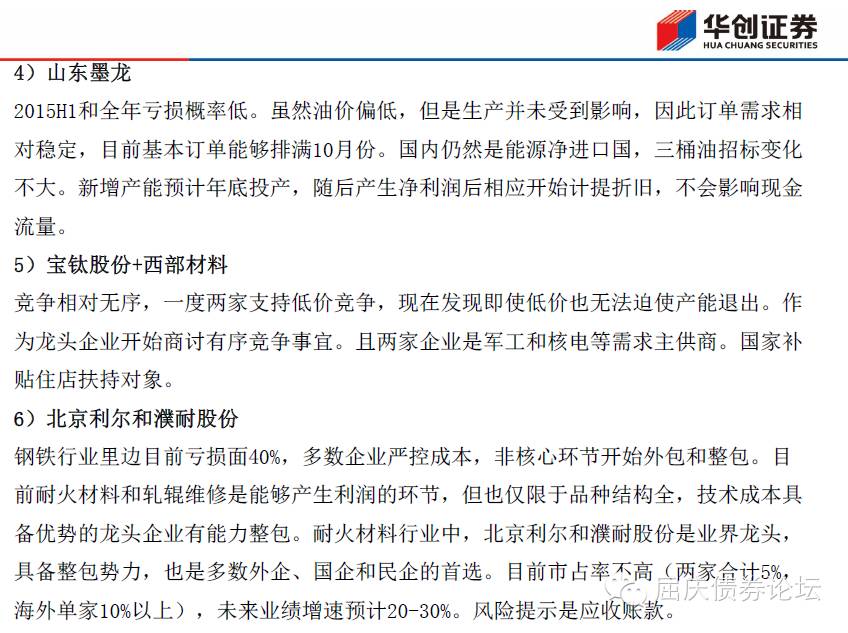 华创证券
HUA CHUANG SECURITIES
4）山东墨龙
2015H1和全年亏损概率低。虽然油价偏低，但是生产并未受到影响，因此订单需求相
对稳定，目前基本订单能够排满10月份。国内仍然是能源净进口国，三桶油招标变化
不大。新增产能预计年底投产，随后产生净利润后相应开始计提折旧，不会影响现金
流量。
5）宝钛股份+西部材料
竞争相对无序，一度两家支持低价竞争，现在发现即使低价也无法迫使产能退出。作
为龙头企业开始商讨有序竞争事宜。且两家企业是军工和核电等需求主供商。国家补
贴住店扶持对象。
6）北京利尔和濮耐股份
钢铁行业里边目前亏损面40%，多数企业严控成本，非核心环节开始外包和整包。目
前耐火材料和轧辊维修是能够产生利润的环节，但也仅限于品种结构全，技术成本具
备优势的龙头企业有能力整包。耐火材料行业中，北京利尔和濮耐股份是业界龙头，
具备整包势力，也是多数外企、国企和民企的首选。目前市占率不高（两家合计5%，
海外单家10%以上），未来业绩增速预计20-30%。风险提示是应收账款。
屈庆债券论坛